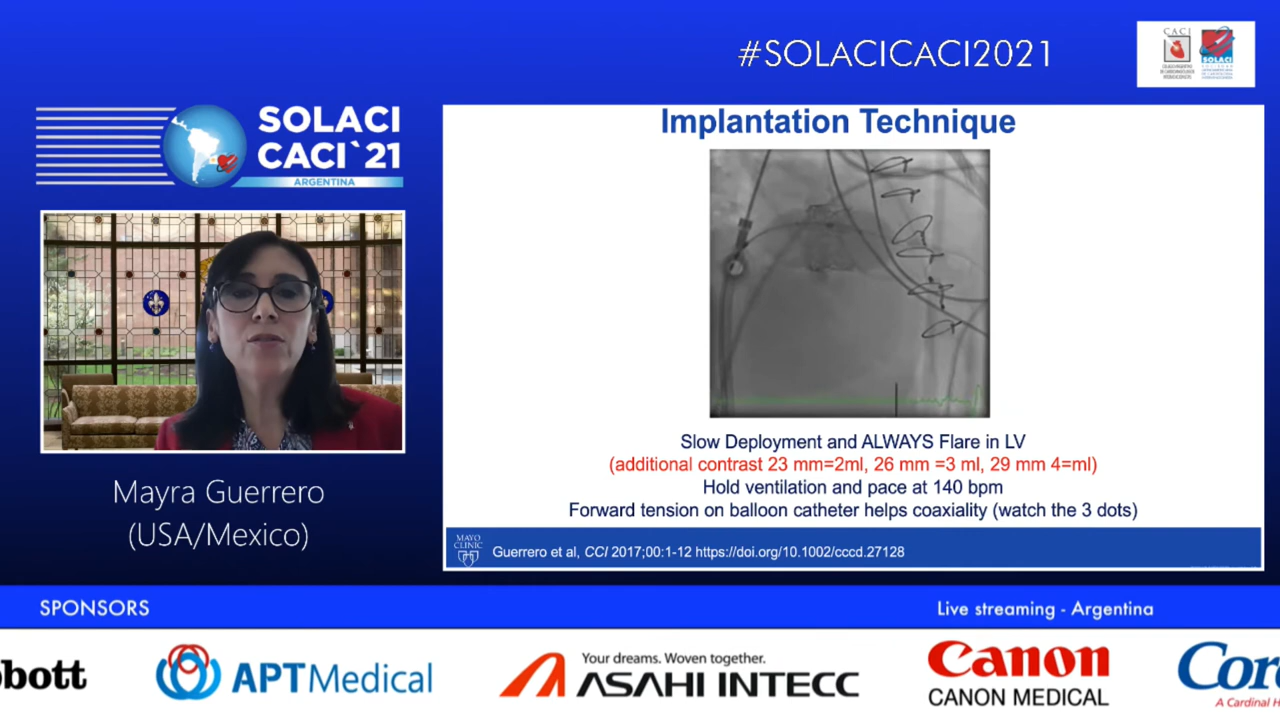 #SOLACICACI2021
CACI
SOLACI
SOLACI
CACI`21
ARGENTINA
Mayra Guerrero
(USA/Mexico)
Implantation Technique
Slow Deployment and ALWAYS Flare in LV
(additional contrast 23 mm=2ml, 26 mm =3 ml, 29 mm 4=ml)
Hold ventilation and pace at 140 bpm
Forward tension on balloon catheter helps coaxiality (watch the 3 dots)
MAYO
CLINIC
Guerrero et al, CCI 2017;00:1-12 https://doi.org/10.1002/cccd.27128
SPONSORS
Live streaming - Argentina
bott
APTMedical
Your dreams. Woven together.
ASAHI INTECC
Canon
CANON MEDICAL
Cor
A Cardinal H